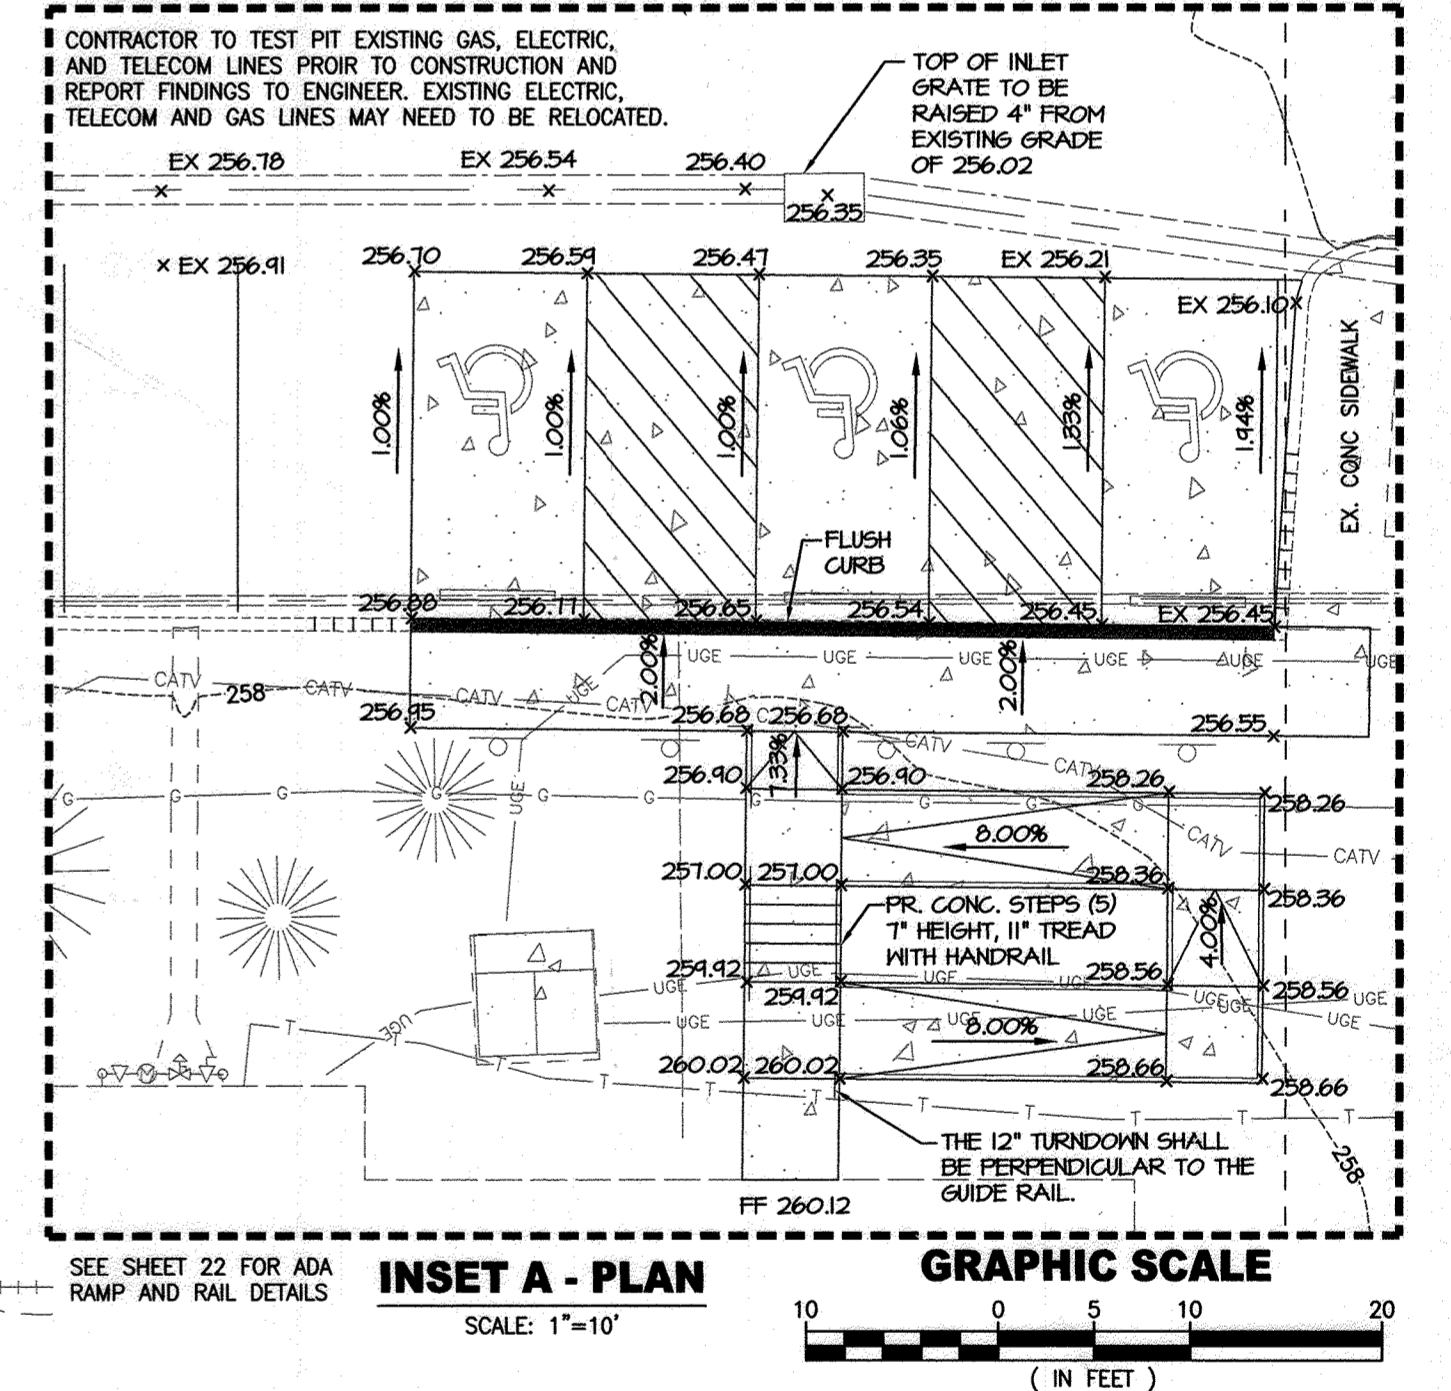 CONTRACTOR TO TEST PIT EXISTING GAS, ELECTRIC,
AND TELECOM LINES PROIR TO CONSTRUCTION AND
REPORT FINDINGS TO ENGINEER. EXISTING ELECTRIC,
TELECOM AND GAS LINES MAY NEED TO BE RELOCATED.
TOP OF INLET
GRATE TO BE
RAISED 4" FROM
EXISTING GRADE
OF 256.02
EX 256.78
EX 256.54
256.40
256.35
EX 256.91
256.70
256.59
256.47
256.35
EX 256.21
EX 256.10
EX. CONC SIDEWALK
1.00%
1.00%
1.00%
1.06%
1.33%
1.94%
FLUSH
CURB
256.88
256.77
256.65
256.54
256.45
EX 256.45
2.00%
2.00%
UGE
UGE
UGE
UGE
UGE
UGE
UGE
CATV
258
CATV
CATV
CATV
256.95
256.68
256.68
256.55
CATV
CATV
7.33%
256.90
256.90
258.26
258.26
G
G
G
G
UGE
G
G
G
G
G
G
CATV
CATV
8.00%
257.00
257.00
258.36
258.36
PR. CONC. STEPS (5)
7" HEIGHT, 11" TREAD
WITH HANDRAIL
4.00%
259.92
259.92
258.56
258.56
UGE
UGE
UGE
UGE
UGE
UGE
UGE
UGE
UGE
UGE
UGE
UGE
UGE
8.00%
T
T
T
T
T
T
T
T
T
T
M
260.02
260.02
258.66
258.66
THE 12" TURNDOWN SHALL
BE PERPENDICULAR TO THE
GUIDE RAIL.
258
FF 260.12
SEE SHEET 22 FOR ADA
RAMP AND RAIL DETAILS
INSET A - PLAN
SCALE: 1"=10'
GRAPHIC SCALE
10 0 5 10 20
( IN FEET )